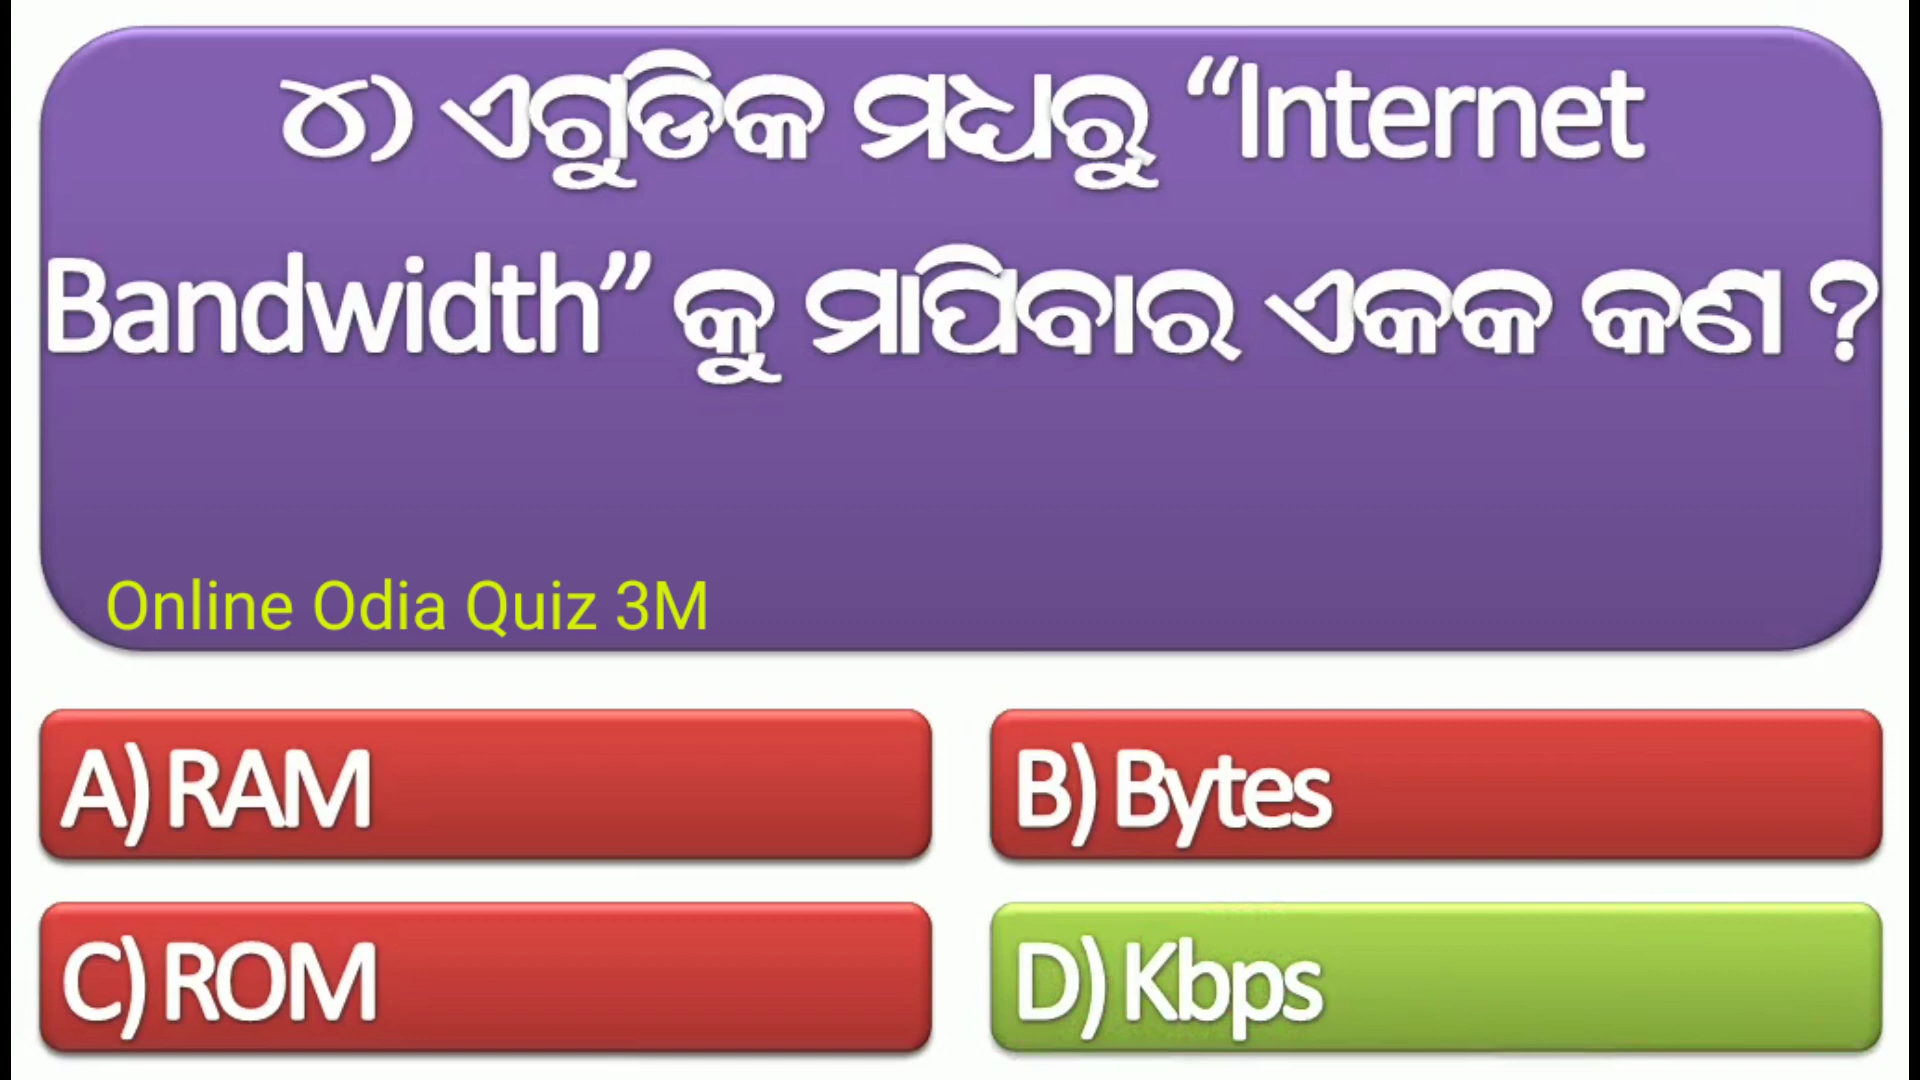 ୪) ଏଗୁଡିକ ମଧ୍ୟରୁ “Internet
Bandwidth” କୁ ମାପିବାର ଏକକ କଣ ?
Online Odia Quiz 3M
A) RAM
B) Bytes
C) ROM
D) Kbps